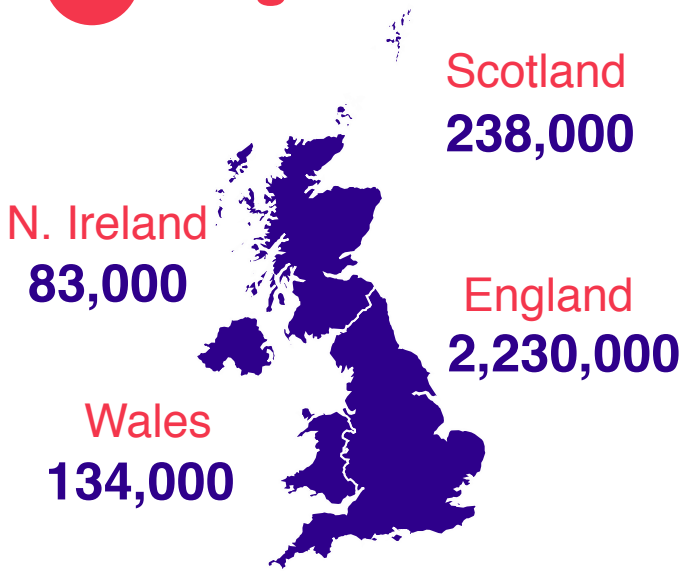 Scotland
238,000
N. Ireland
83,000
England
2,230,000
Wales
134,000